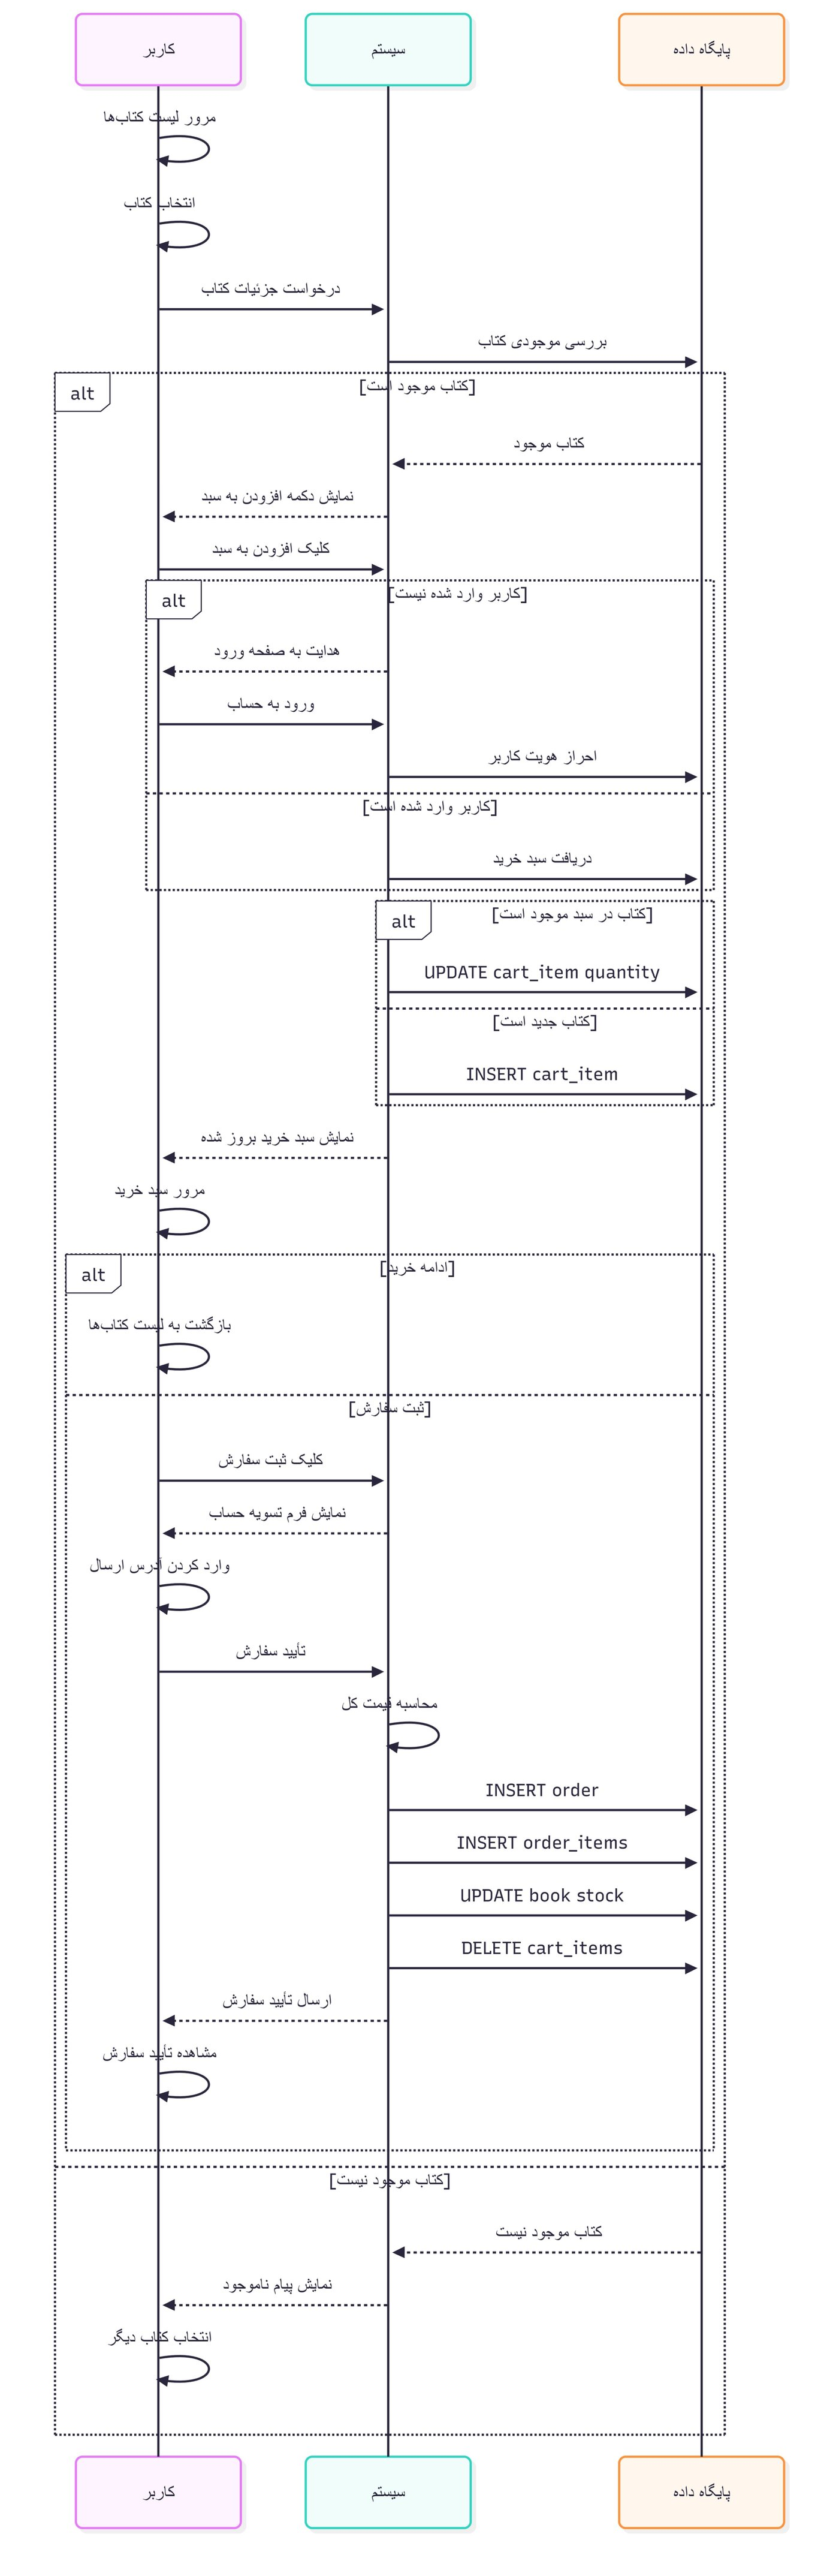 کاربر
سیستم
پایگاه داده
مرور لیست کتاب‌ها
انتخاب کتاب
درخواست جزئیات کتاب
بررسی موجودی کتاب
alt
[کتاب موجود است]
کتاب موجود
نمایش دکمه افزودن به سبد
کلیک افزودن به سبد
alt
[کاربر وارد شده نیست]
هدایت به صفحه ورود
ورود به حساب
احراز هویت کاربر
[کاربر وارد شده است]
دریافت سبد خرید
alt
[کتاب در سبد موجود است]
UPDATE cart_item quantity
[کتاب جدید است]
INSERT cart_item
نمایش سبد خرید بروز شده
مرور سبد خرید
alt
[ادامه خرید]
بازگشت به لیست کتاب‌ها
[ثبت سفارش]
کلیک ثبت سفارش
نمایش فرم تسویه حساب
وارد کردن آدرس ارسال
تأیید سفارش
محاسبه قیمت کل
INSERT order
INSERT order_items
UPDATE book stock
DELETE cart_items
ارسال تأیید سفارش
مشاهده تأیید سفارش
[کتاب موجود نیست]
کتاب موجود نیست
نمایش پیام ناموجود
انتخاب کتاب دیگر
کاربر
سیستم
پایگاه داده